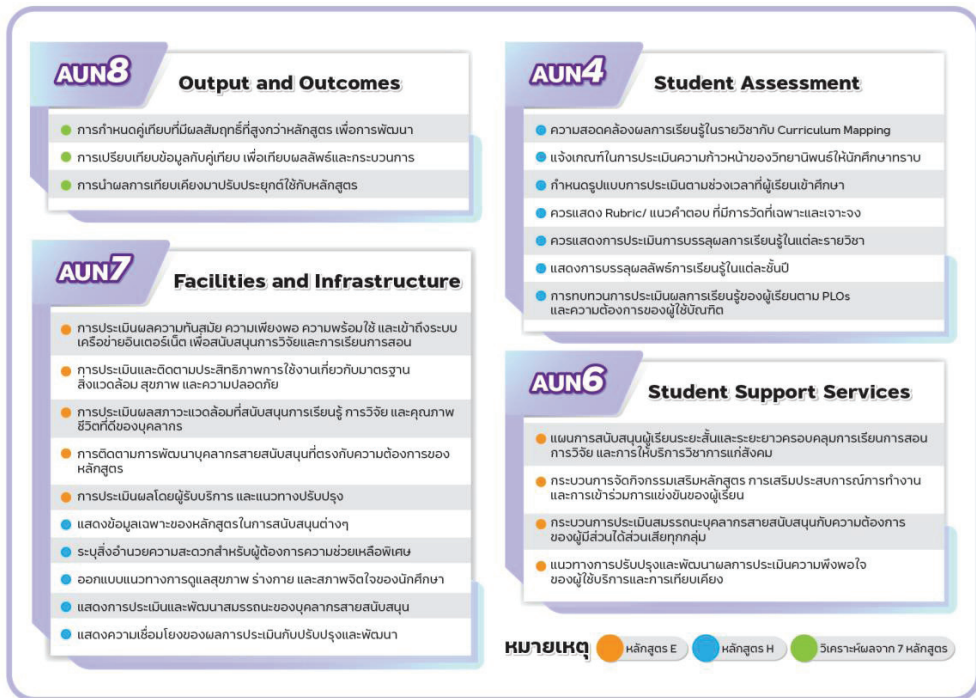 AUN8
Output and Outcomes
การกำหนดคู่เทียบที่มีผลสัมฤทธิ์ที่สูงกว่าหลักสูตร เพื่อการพัฒนา
การเปรียบเทียบข้อมูลกับคู่เทียบ เพื่อเทียบผลลัพธ์และกระบวนการ
การนำผลการเทียบเคียงมาปรับประยุกต์ใช้กับหลักสูตร
AUN7
Facilities and Infrastructure
การประเมินผลความทันสมัย ความเพียงพอ ความพร้อมใช้ และเข้าถึงระบบ
เครือข่ายอินเตอร์เน็ต เพื่อสนับสนุนการวิจัยและการเรียนการสอน
การประเมินและติดตามประสิทธิภาพการใช้งานเกี่ยวกับมาตรฐาน
สิ่งแวดล้อม สุขภาพ และความปลอดภัย
การประเมินผลสภาวะแวดล้อมที่สนับสนุนการเรียนรู้ การวิจัย และคุณภาพ
ชีวิตที่ดีของบุคลากร
การติดตามการพัฒนาบุคลากรสายสนับสนุนที่ตรงกับความต้องการของ
หลักสูตร
การประเมินผลโดยผู้รับบริการ และแนวทางปรับปรุง
แสดงข้อมูลเฉพาะของหลักสูตรในการสนับสนุนต่างๆ
ระบุสิ่งอำนวยความสะดวกสำหรับผู้ต้องการความช่วยเหลือพิเศษ
ออกแบบแนวทางการดูแลสุขภาพ ร่างกาย และสภาพจิตใจของนักศึกษา
แสดงการประเมินและพัฒนาสมรรถนะของบุคลากรสายสนับสนุน
แสดงความเชื่อมโยงของผลการประเมินกับปรับปรุงและพัฒนา
AUN4
Student Assessment
ความสอดคล้องผลการเรียนรู้ในรายวิชากับ Curriculum Mapping
แจ้งเกณฑ์ในการประเมินความก้าวหน้าของวิทยานิพนธ์ให้นักศึกษาทราบ
กำหนดรูปแบบการประเมินตามช่วงเวลาที่ผู้เรียนเข้าศึกษา
ควรแสดง Rubric/ แนวคำตอบ ที่มีการวัดที่เฉพาะและเจาะจง
ควรแสดงการประเมินการบรรลุผลการเรียนรู้ในแต่ละรายวิชา
แสดงการบรรลุผลลัพธ์การเรียนรู้ในแต่ละชั้นปี
การทบทวนการประเมินผลการเรียนรู้ของผู้เรียนตาม PLOs
และความต้องการของผู้ใช้บัณฑิต
AUN6
Student Support Services
แผนการสนับสนุนผู้เรียนระยะสั้นและระยะยาวครอบคลุมการเรียนการสอน
การวิจัย และการให้บริการวิชาการแก่สังคม
กระบวนการจัดกิจกรรมเสริมหลักสูตร การเสริมประสบการณ์การทำงาน
และการเข้าร่วมการแข่งขันของผู้เรียน
กระบวนการประเมินสมรรถนะบุคลากรสายสนับสนุนกับความต้องการ
ของผู้มีส่วนได้ส่วนเสียทุกกลุ่ม
แนวทางการปรับปรุงและพัฒนาผลการประเมินความพึงพอใจ
ของผู้ใช้บริการและการเทียบเคียง
หมายเหตุ หลักสูตร E หลักสูตร H วิเคราะห์ผลจาก 7 หลักสูตร